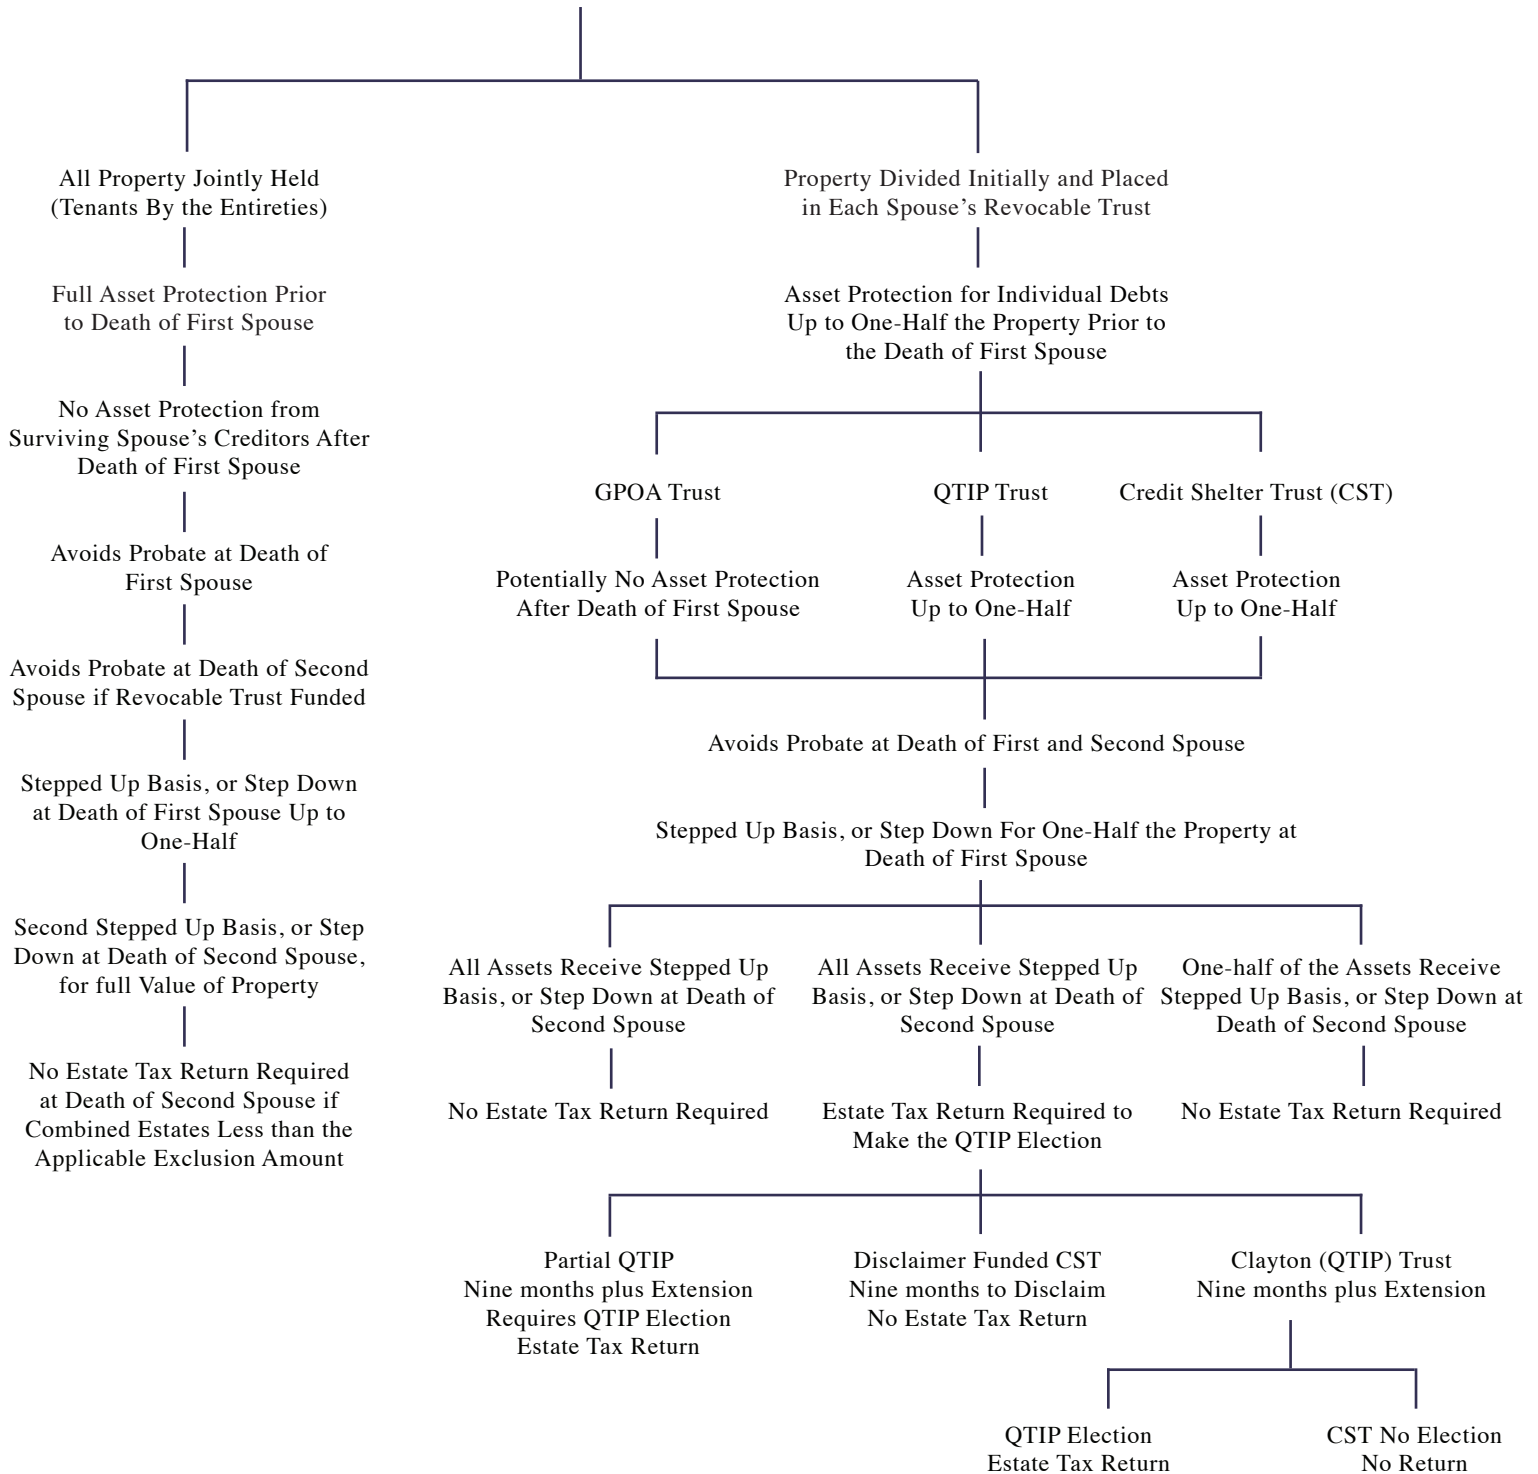 All Property Jointly Held
(Tenants By the Entireties)
Full Asset Protection Prior
to Death of First Spouse
No Asset Protection from
Surviving Spouse's Creditors After
Death of First Spouse
Avoids Probate at Death of
First Spouse
Avoids Probate at Death of Second
Spouse if Revocable Trust Funded
Stepped Up Basis, or Step Down
at Death of First Spouse Up to
One-Half
Second Stepped Up Basis, or Step
Down at Death of Second Spouse,
for full Value of Property
No Estate Tax Return Required
at Death of Second Spouse if
Combined Estates Less than the
Applicable Exclusion Amount
Property Divided Initially and Placed
in Each Spouse's Revocable Trust
Asset Protection for Individual Debts
Up to One-Half the Property Prior to
the Death of First Spouse
GPOA Trust
Potentially No Asset Protection
After Death of First Spouse
QTIP Trust
Asset Protection
Up to One-Half
Credit Shelter Trust (CST)
Asset Protection
Up to One-Half
Avoids Probate at Death of First and Second Spouse
Stepped Up Basis, or Step Down For One-Half the Property at
Death of First Spouse
All Assets Receive Stepped Up
Basis, or Step Down at Death of
Second Spouse
No Estate Tax Return Required
All Assets Receive Stepped Up
Basis, or Step Down at Death of
Second Spouse
Estate Tax Return Required to
Make the QTIP Election
One-half of the Assets Receive
Stepped Up Basis, or Step Down at
Death of Second Spouse
No Estate Tax Return Required
Partial QTIP
Nine months plus Extension
Requires QTIP Election
Estate Tax Return
Disclaimer Funded CST
Nine months to Disclaim
No Estate Tax Return
Clayton (QTIP) Trust
Nine months plus Extension
QTIP Election
Estate Tax Return
CST No Election
No Return